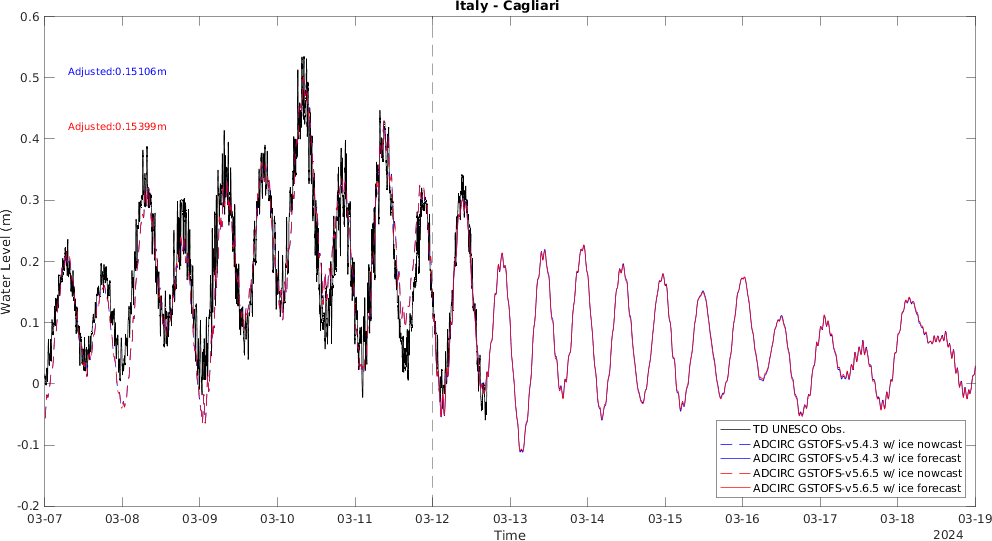 Italy - Cagliari
0.6
0.5
0.4
0.3
0.2
0.1
0
-0.1
-0.2
Water Level (m)
Adjusted:0.15106m
Adjusted:0.15399m
TD UNESCO Obs.
ADCIRC GSTOFS-v5.4.3 w/ ice nowcast
ADCIRC GSTOFS-v5.4.3 w/ ice forecast
ADCIRC GSTOFS-v5.6.5 w/ ice nowcast
ADCIRC GSTOFS-v5.6.5 w/ ice forecast
03-07 03-08 03-09 03-10 03-11 03-12 03-13 03-14 03-15 03-16 03-17 03-18 03-19
Time
2024